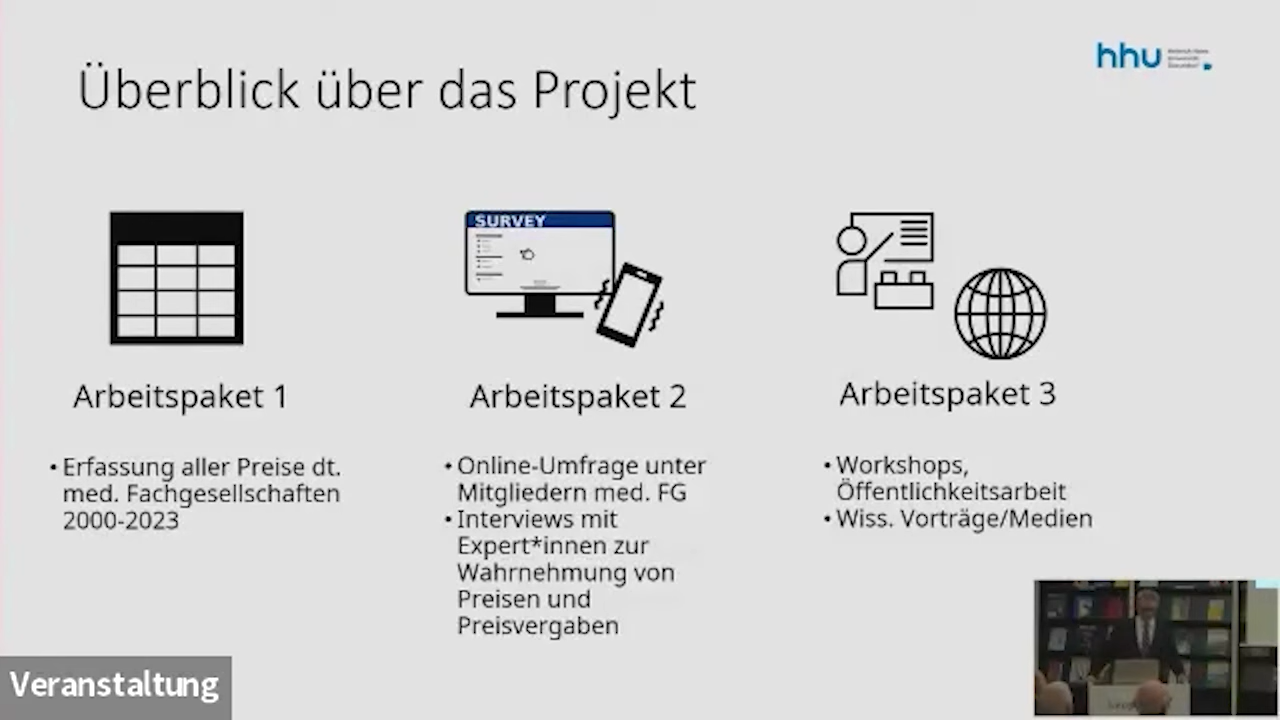 Überblick über das Projekt
hhu
SURVEY
Arbeitspaket 1
• Erfassung aller Preise dt.
med. Fachgesellschaften
2000-2023
Arbeitspaket 2
• Online-Umfrage unter
Mitgliedern med. FG
• Interviews mit
Expert*innen zur
Wahrnehmung von
Preisen und
Preisvergaben
Arbeitspaket 3
• Workshops,
Öffentlichkeitsarbeit
• Wiss. Vorträge/Medien
Veranstaltung